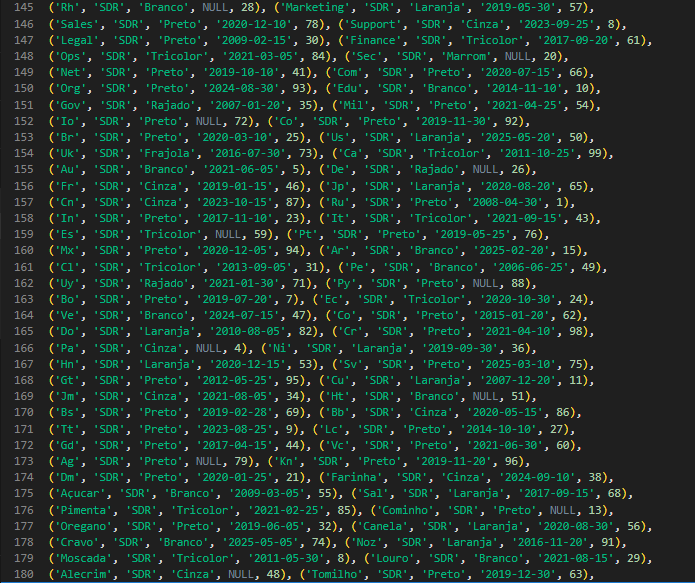 145 ('Rh', 'SDR', 'Branco', NULL, 28), ('Marketing', 'SDR', 'Laranja', '2019-05-30', 57),
146 ('Sales', 'SDR', 'Preto', '2020-12-10', 78), ('Support', 'SDR', 'Cinza', '2023-09-25', 8),
147 ('Legal', 'SDR', 'Preto', '2009-02-15', 30), ('Finance', 'SDR', 'Tricolor', '2017-09-20', 61),
148 ('Ops', 'SDR', 'Tricolor', '2021-03-05', 84), ('Sec', 'SDR', 'Marrom', NULL, 20),
149 ('Net', 'SDR', 'Preto', '2019-10-10', 41), ('Com', 'SDR', 'Preto', '2020-07-15', 66),
150 ('Org', 'SDR', 'Preto', '2024-08-30', 93), ('Edu', 'SDR', 'Branco', '2014-11-10', 10),
151 ('Gov', 'SDR', 'Rajado', '2007-01-20', 35), ('Mil', 'SDR', 'Preto', '2021-04-25', 54),
152 ('Io', 'SDR', 'Preto', NULL, 72), ('Co', 'SDR', 'Preto', '2019-11-30', 92),
153 ('Br', 'SDR', 'Preto', '2020-03-10', 25), ('Us', 'SDR', 'Laranja', '2025-05-20', 50),
154 ('Uk', 'SDR', 'Frajola', '2016-07-30', 73), ('Ca', 'SDR', 'Tricolor', '2011-10-25', 99),
155 ('Au', 'SDR', 'Branco', '2021-06-05', 5), ('De', 'SDR', 'Rajado', NULL, 26),
156 ('Fr', 'SDR', 'Cinza', '2019-01-15', 46), ('Jp', 'SDR', 'Laranja', '2020-08-20', 65),
157 ('Cn', 'SDR', 'Cinza', '2023-10-15', 87), ('Ru', 'SDR', 'Preto', '2008-04-30', 1),
158 ('In', 'SDR', 'Preto', '2017-11-10', 23), ('It', 'SDR', 'Tricolor', '2021-09-15', 43),
159 ('Es', 'SDR', 'Tricolor', NULL, 59), ('Pt', 'SDR', 'Preto', '2019-05-25', 76),
160 ('Mx', 'SDR', 'Preto', '2020-12-05', 94), ('Ar', 'SDR', 'Branco', '2025-02-20', 15),
161 ('Cl', 'SDR', 'Tricolor', '2013-09-05', 31), ('Pe', 'SDR', 'Branco', '2006-06-25', 49),
162 ('Uy', 'SDR', 'Rajado', '2021-01-30', 71), ('Py', 'SDR', 'Preto', NULL, 88),
163 ('Bo', 'SDR', 'Preto', '2019-07-20', 7), ('Ec', 'SDR', 'Tricolor', '2020-10-30', 24),
164 ('Ve', 'SDR', 'Branco', '2024-07-15', 47), ('Co', 'SDR', 'Preto', '2015-01-20', 62),
165 ('Do', 'SDR', 'Laranja', '2010-08-05', 82), ('Cr', 'SDR', 'Preto', '2021-04-10', 98),
166 ('Pa', 'SDR', 'Cinza', NULL, 4), ('Ni', 'SDR', 'Laranja', '2019-09-30', 36),
167 ('Hn', 'SDR', 'Laranja', '2020-12-15', 53), ('Sv', 'SDR', 'Preto', '2025-03-10', 75),
168 ('Gt', 'SDR', 'Preto', '2012-05-25', 95), ('Cu', 'SDR', 'Laranja', '2007-12-20', 11),
169 ('Jm', 'SDR', 'Cinza', '2021-08-05', 34), ('Ht', 'SDR', 'Branco', NULL, 51),
170 ('Bs', 'SDR', 'Preto', '2019-02-28', 69), ('Bb', 'SDR', 'Cinza', '2020-05-15', 86),
171 ('Tt', 'SDR', 'Preto', '2023-08-25', 9), ('Lc', 'SDR', 'Preto', '2014-10-10', 27),
172 ('Gd', 'SDR', 'Preto', '2017-04-15', 44), ('Vc', 'SDR', 'Preto', '2021-06-30', 60),
173 ('Ag', 'SDR', 'Preto', NULL, 79), ('Kn', 'SDR', 'Preto', '2019-11-20', 96),
174 ('Dm', 'SDR', 'Preto', '2020-01-25', 21), ('Farinha', 'SDR', 'Cinza', '2024-09-10', 38),
175 ('Açucar', 'SDR', 'Branco', '2009-03-05', 55), ('Sal', 'SDR', 'Laranja', '2017-09-15', 68),
176 ('Pimenta', 'SDR', 'Tricolor', '2021-02-25', 85), ('Cominho', 'SDR', 'Preto', NULL, 13),
177 ('Oregano', 'SDR', 'Preto', '2019-06-05', 32), ('Canela', 'SDR', 'Laranja', '2020-08-30', 56),
178 ('Cravo', 'SDR', 'Branco', '2025-05-05', 74), ('Noz', 'SDR', 'Laranja', '2016-11-20', 91),
179 ('Moscada', 'SDR', 'Tricolor', '2011-05-30', 8), ('Louro', 'SDR', 'Branco', '2021-08-15', 29),
180 ('Alecrim', 'SDR', 'Cinza', NULL, 48), ('Tomilho', 'SDR', 'Preto', '2019-12-30', 63),